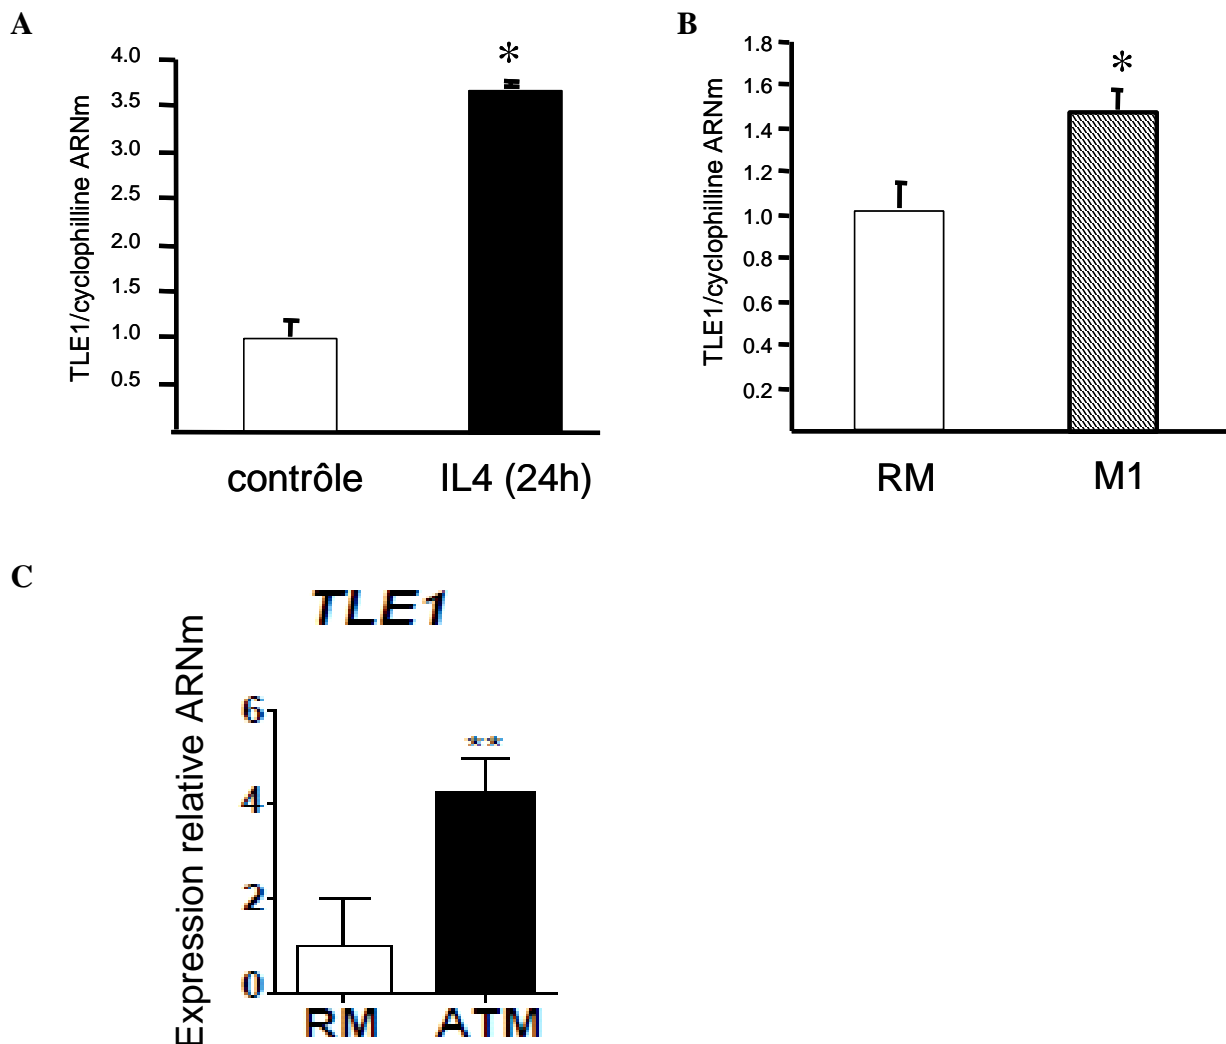 A
TLE1/cyclophilline ARNm
4.0
3.5
3.0
2.5
2.0
1.5
1.0
0.5
*
contrôle IL4 (24h)
B
TLE1/cyclophilline ARNm
1.8
1.6
1.4
1.2
1.0
0.8
0.6
0.4
0.2
*
RM M1
C
TLE1
Expression relative ARNm
6
4
2
0
**
RM ATM